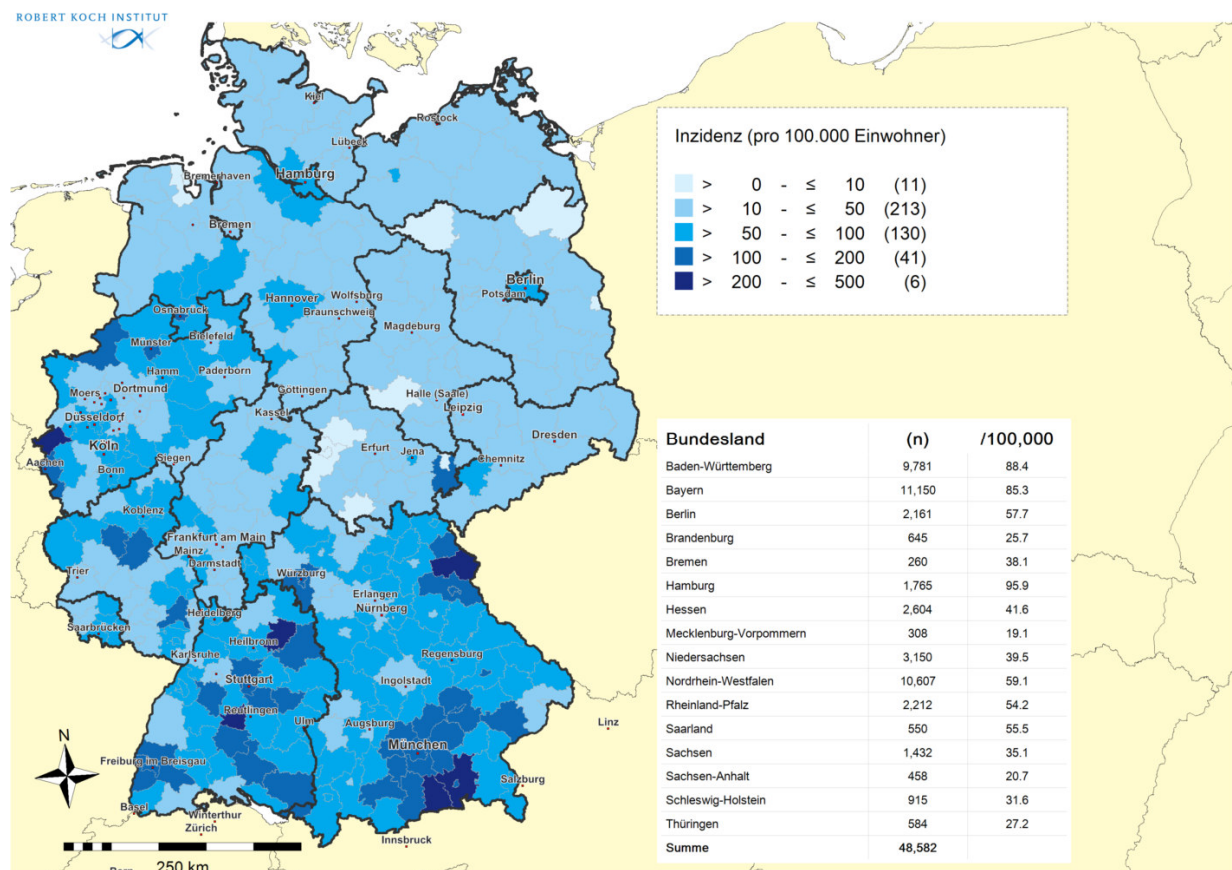 ROBERT KOCH INSTITUT
Inzidenz (pro 100.000 Einwohner)
> 0 - ≤ 10 (11)
> 10 - ≤ 50 (213)
> 50 - ≤ 100 (130)
> 100 - ≤ 200 (41)
> 200 - ≤ 500 (6)
Kiel
Rostock
Lübeck
Bremerhaven
Hamburg
Bremen
Berlin
Potsdam
Hannover
Wolfsburg
Braunschweig
Osnabrück
Magdeburg
Bielefeld
Münster
Hamm
Paderborn
Göttingen
Halle (Saale)
Leipzig
Moers
Dortmund
Kassel
Düsseldorf
Dresden
Köln
Erfurt
Jena
Chemnitz
Aachen
Siegen
Bonn
Koblenz
Frankfurt am Main
Mainz
Darmstadt
Trier
Würzburg
Erlangen
Nürnberg
Heidelberg
Saarbrücken
Heilbronn
Karlsruhe
Regensburg
Stuttgart
Ingolstadt
Reutlingen
Ulm
Augsburg
Linz
München
Freiburg im Breisgau
Salzburg
Basel
Winterthur
Zürich
Innsbruck
N
250 km
Bundesland (n) /100,000
Baden-Württemberg 9,781 88.4
Bayern 11,150 85.3
Berlin 2,161 57.7
Brandenburg 645 25.7
Bremen 260 38.1
Hamburg 1,765 95.9
Hessen 2,604 41.6
Mecklenburg-Vorpommern 308 19.1
Niedersachsen 3,150 39.5
Nordrhein-Westfalen 10,607 59.1
Rheinland-Pfalz 2,212 54.2
Saarland 550 55.5
Sachsen 1,432 35.1
Sachsen-Anhalt 458 20.7
Schleswig-Holstein 915 31.6
Thüringen 584 27.2
Summe 48,582